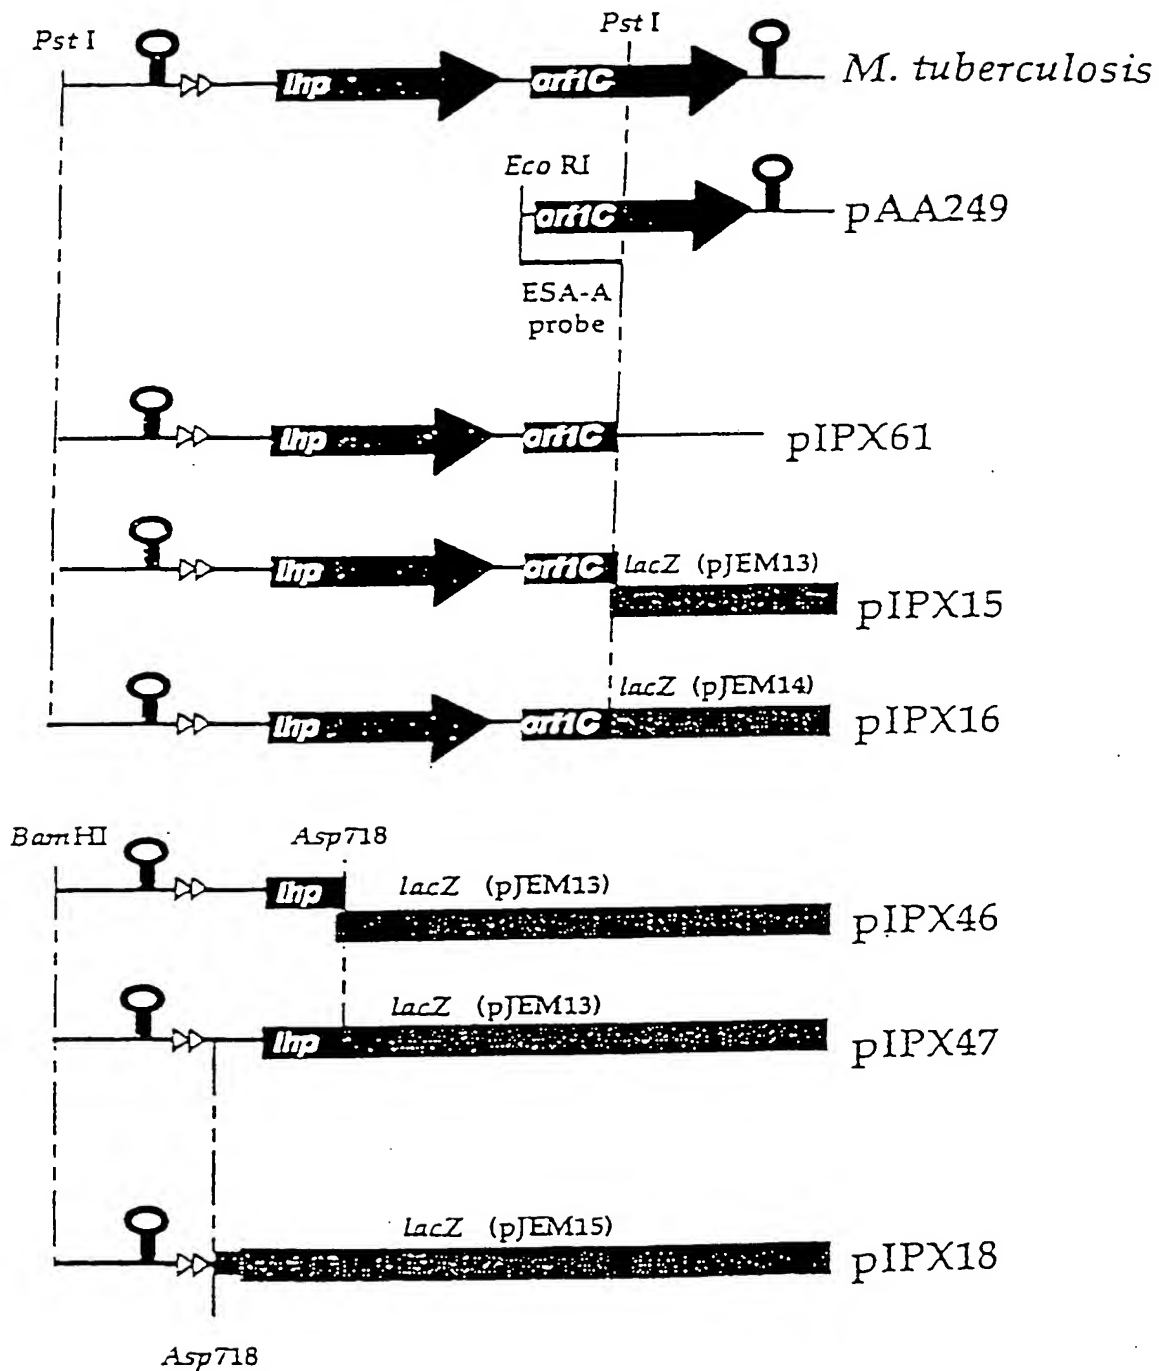 Pst I
Pst I
lhp
orf1C
M. tuberculosis
Eco RI
orf1C
pAA249
ESA-A
probe
lhp
orf1C
pIPX61
lhp
orf1C
lacZ (pJEM13)
pIPX15
lhp
orf1C
lacZ (pJEM14)
pIPX16
BamHI
Asp718
lhp
lacZ (pJEM13)
pIPX46
lhp
lacZ (pJEM13)
pIPX47
lacZ (pJEM15)
pIPX18
Asp718